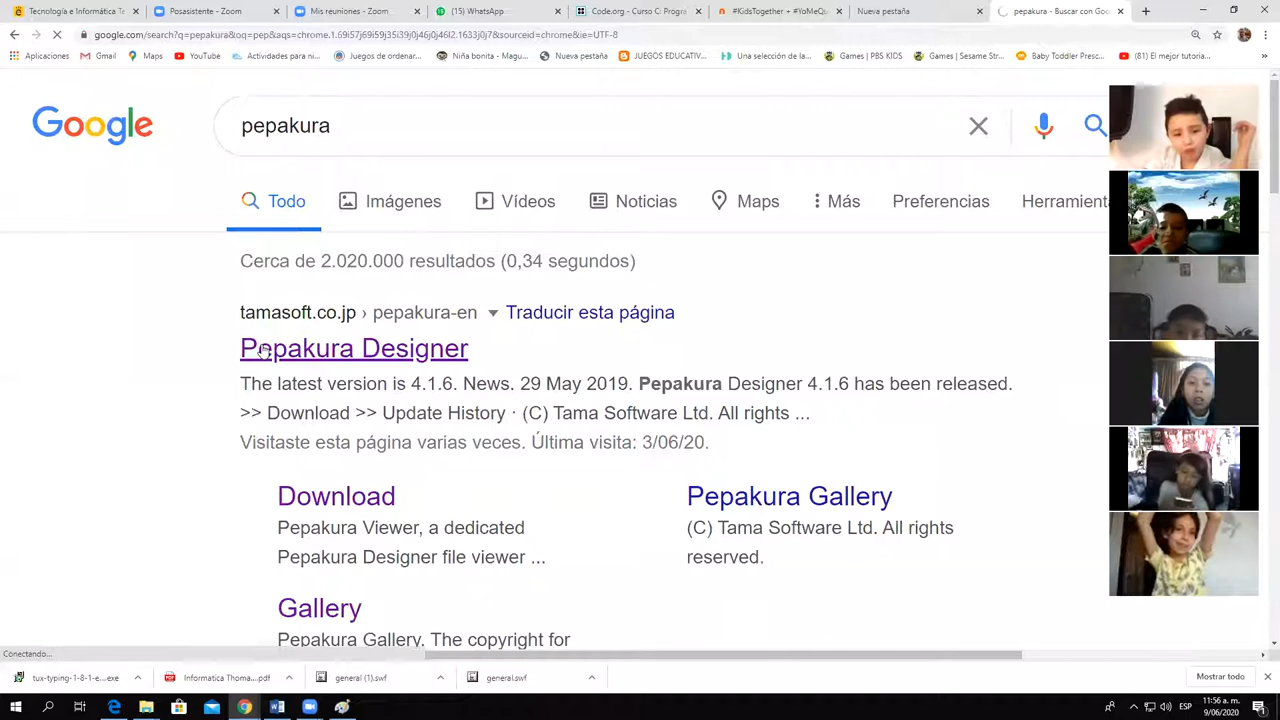 Tecnología e Informática Te
Posasistente - Zoom
Mis reuniones - Zoom
(15) WhatsApp
Code.org - Curso C: Progra
#KidsTogether + #YoMeQu
Nueva pestaña
pepakura - Buscar con Goo
google.com/search?q=pepakura&oq=pep&aqs=chrome.1.69i57j69i59j35i39j0j46j0j46l2.1633j0j7&sourceid=chrome&ie=UTF-8
Aplicaciones
Gmail
Maps
YouTube
Actividades para ni...
Juegos de ordenar...
Niña bonita - Magu...
Nueva pestaña
JUEGOS EDUCATIV...
Una selección de la...
Games | PBS KIDS
Games | Sesame Str...
Baby Toddler Presc...
(81) El mejor tutoria...
»
Google
pepakura
Todo
Imágenes
Vídeos
Noticias
Maps
Más
Preferencias
Herramient
Cerca de 2.020.000 resultados (0,34 segundos)
tamasoft.co.jp › pepakura-en
Traducir esta página
Pepakura Designer
The latest version is 4.1.6. News. 29 May 2019. Pepakura Designer 4.1.6 has been released.
>> Download >> Update History · (C) Tama Software Ltd. All rights ...
Visitaste esta página varias veces. Última visita: 3/06/20.
Download
Pepakura Viewer, a dedicated
Pepakura Designer file viewer ...
Pepakura Gallery
(C) Tama Software Ltd. All rights
reserved.
Gallery
Pepakura Gallery. The copyright for
Conectando...
tux-typing-1-8-1-e....exe
Informatica Thoma....pdf
general (1).swf
general.swf
Mostrar todo
ESP
11:56 a. m.
9/06/2020
1